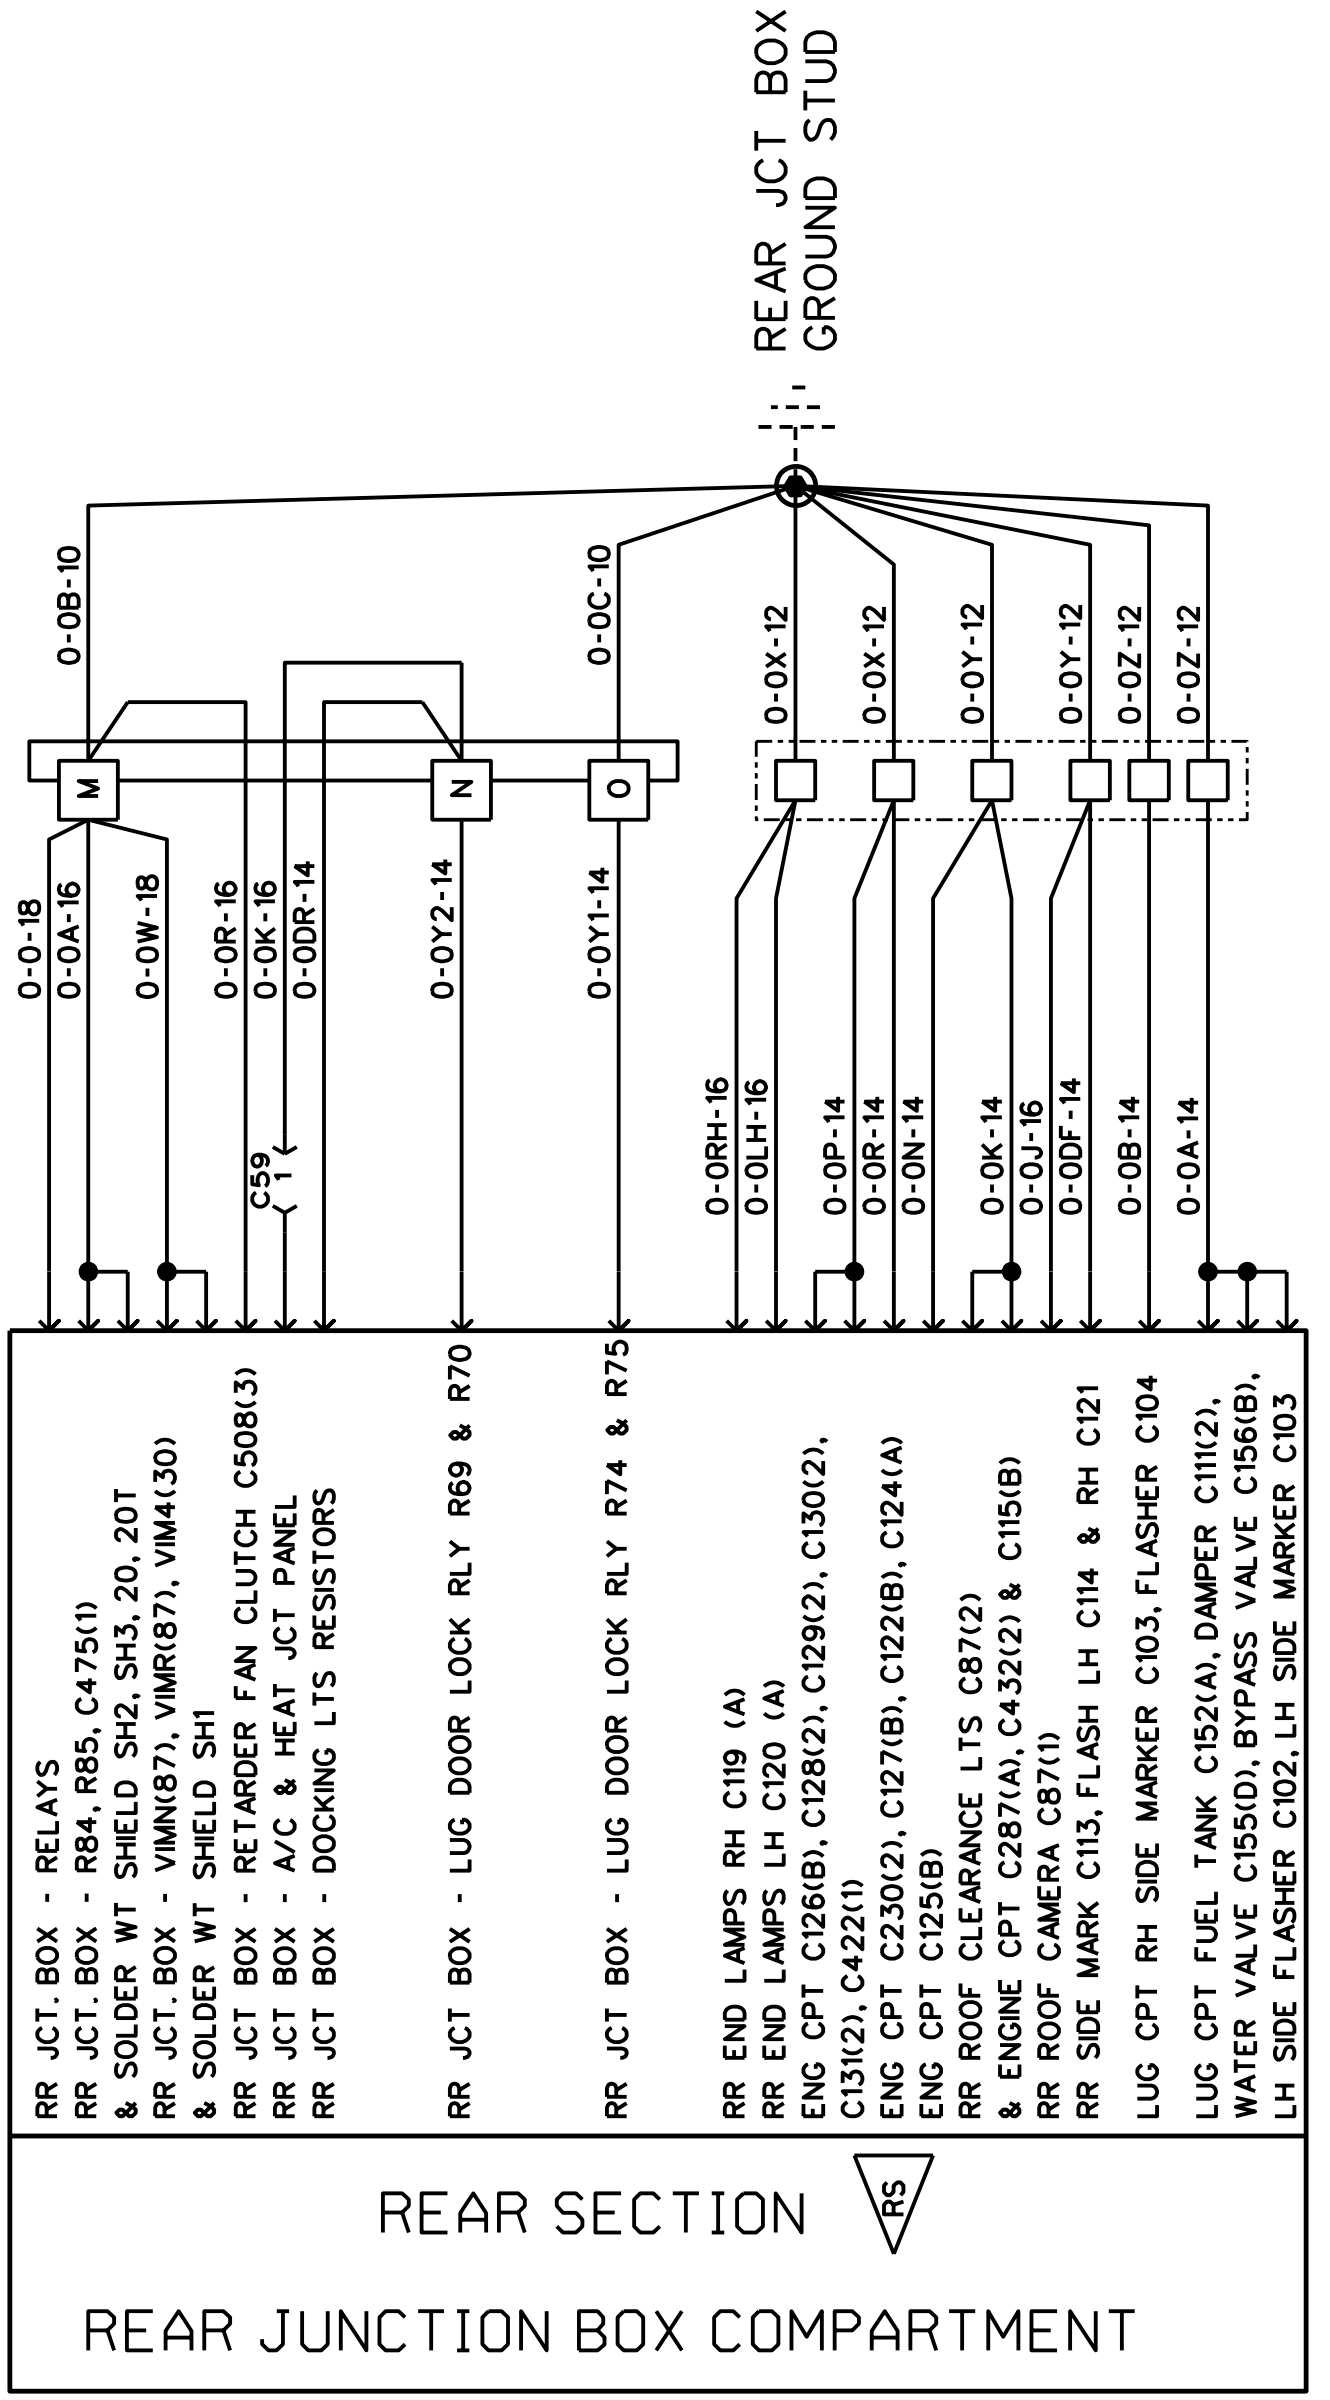 REAR JUNCTION BOX COMPARTMENT
REAR SECTION
RS
RR JCT. BOX - RELAYS
RR JCT. BOX - R84, R85, C475(1)
& SOLDER WT SHIELD SH2, SH3, 20, 20T
RR JCT. BOX - VIMN(87), VIMR(87), VIM4(30)
& SOLDER WT SHIELD SH1
RR JCT BOX - RETARDER FAN CLUTCH C508(3)
RR JCT BOX - A/C & HEAT JCT PANEL
RR JCT BOX - DOCKING LTS RESISTORS
RR JCT BOX - LUG DOOR LOCK RLY R69 & R70
RR JCT BOX - LUG DOOR LOCK RLY R74 & R75
RR END LAMPS RH C119 (A)
RR END LAMPS LH C120 (A)
ENG CPT C126(B), C128(2), C129(2), C130(2),
C131(2), C422(1)
ENG CPT C230(2), C127(B), C122(B), C124(A)
ENG CPT C125(B)
RR ROOF CLEARANCE LTS C87(2)
& ENGINE CPT C287(A), C432(2) & C115(B)
RR ROOF CAMERA C87(1)
RR SIDE MARK C113, FLASH LH C114 & RH C121
LUG CPT RH SIDE MARKER C103, FLASHER C104
LUG CPT FUEL TANK C152(A), DAMPER C111(2),
WATER VALVE C155(D), BYPASS VALVE C156(B),
LH SIDE FLASHER C102, LH SIDE MARKER C103
0-0-18
0-0A-16
0-0W-18
0-0R-16
0-0K-16
C59
1
0-0DR-14
0-0Y2-14
0-0Y1-14
0-0RH-16
0-0LH-16
0-0P-14
0-0R-14
0-0N-14
0-0K-14
0-0J-16
0-0DF-14
0-0B-14
0-0A-14
M
N
O
0-0B-10
0-0C-10
0-0X-12
0-0X-12
0-0Y-12
0-0Y-12
0-0Z-12
0-0Z-12
REAR JCT BOX
GROUND STUD